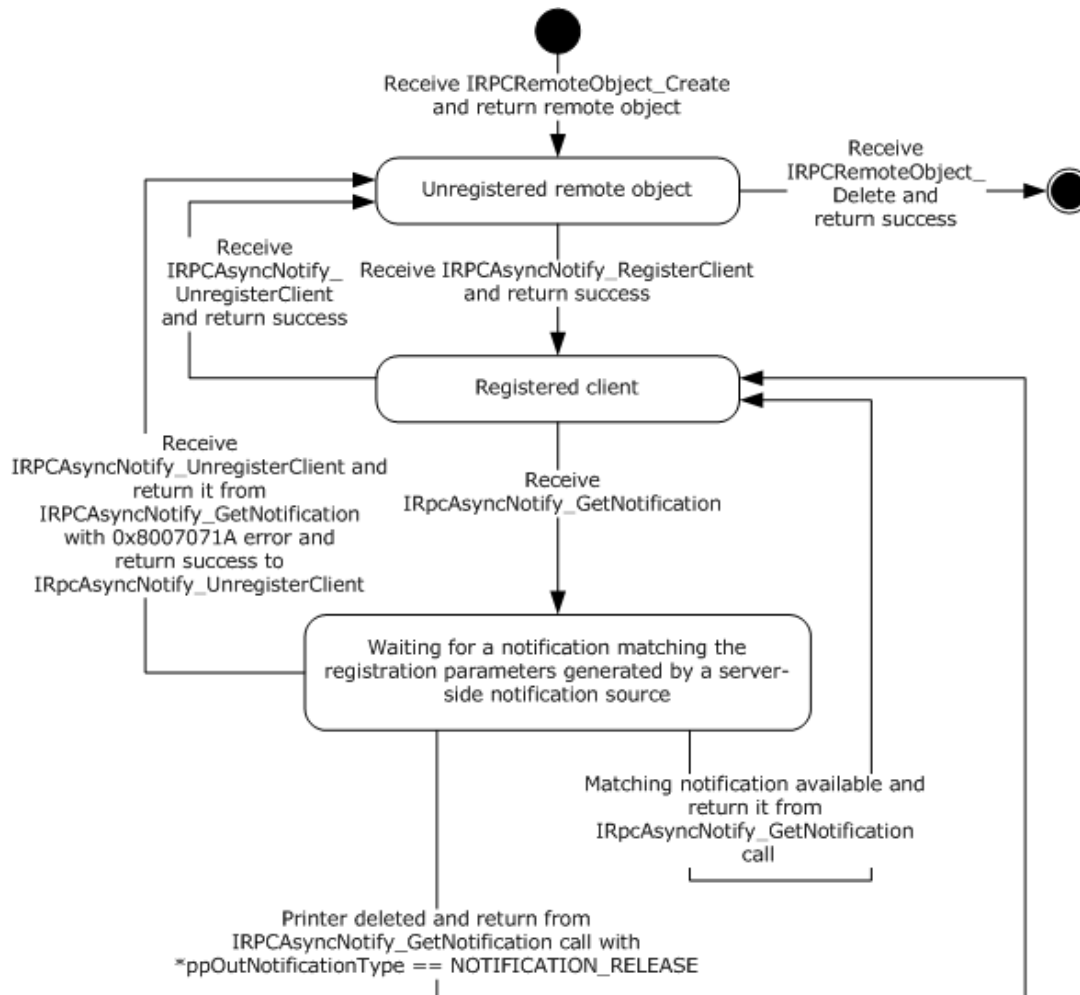 Receive IRPCRemoteObject_Create
and return remote object
Unregistered remote object
Receive
IRPCRemoteObject_
Delete and
return success
Receive
IRPCAsyncNotify_
UnregisterClient
and return success
Receive IRPCAsyncNotify_RegisterClient
and return success
Registered client
Receive
IRPCAsyncNotify_UnregisterClient and
return it from
IRPCAsyncNotify_GetNotification
with 0x8007071A error and
return success to
IRpcAsyncNotify_UnregisterClient
Receive
IRpcAsyncNotify_GetNotification
Waiting for a notification matching the
registration parameters generated by a server-
side notification source
Matching notification available and
return it from
IRpcAsyncNotify_GetNotification
call
Printer deleted and return from
IRPCAsyncNotify_GetNotification call with
*ppOutNotificationType == NOTIFICATION_RELEASE